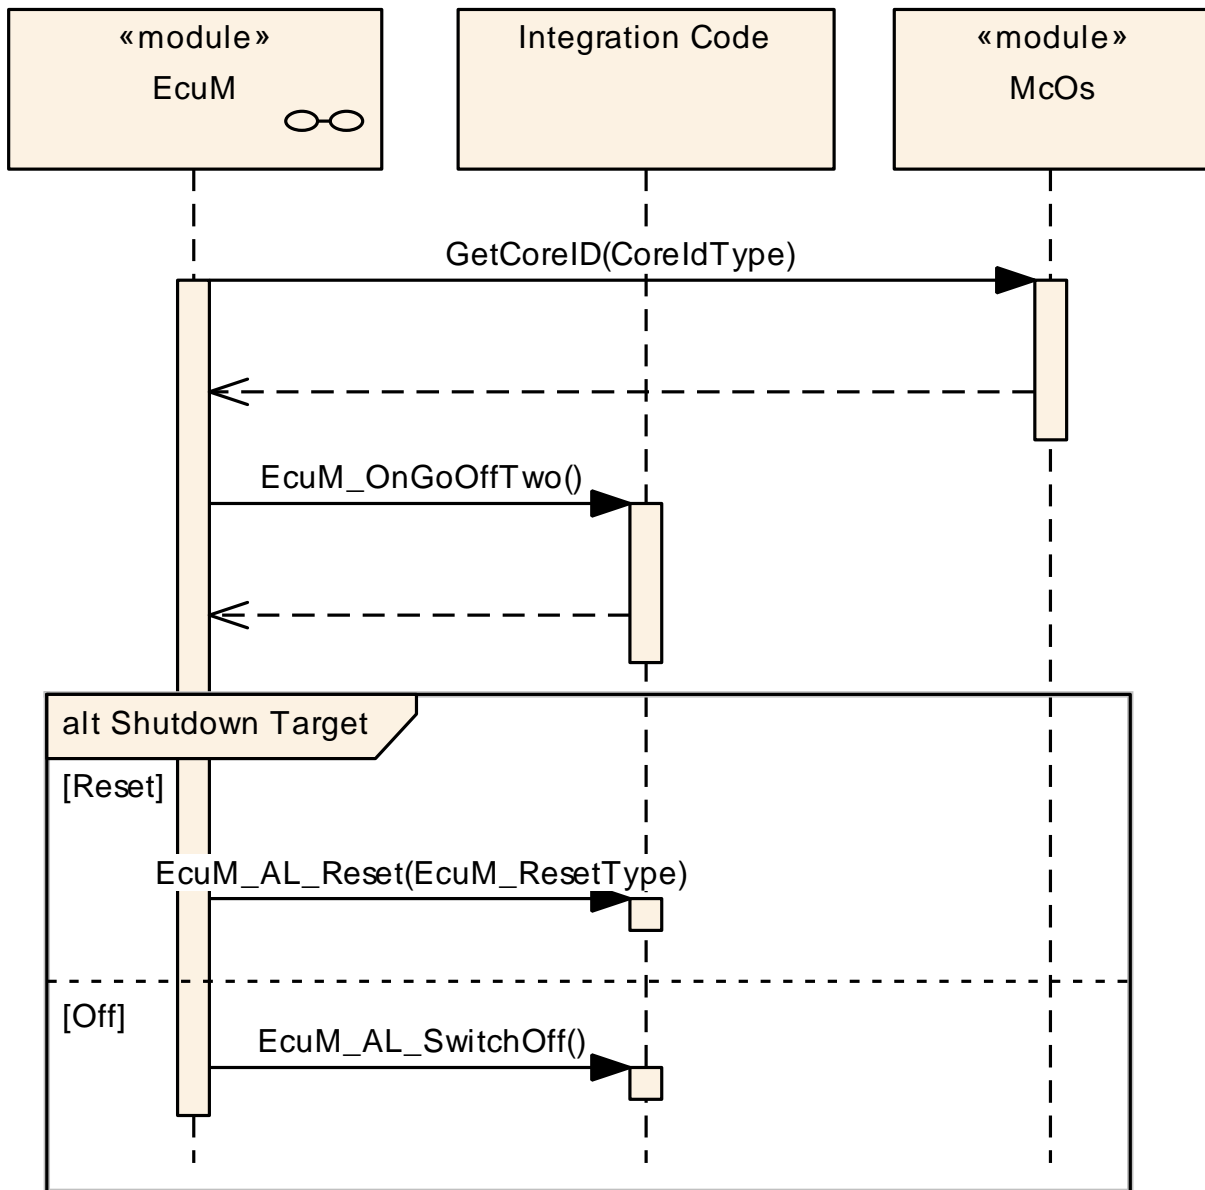 «module»
EcuM
Integration Code
«module»
McOs
GetCoreID(CoreIdType)
EcuM_OnGoOffTwo()
alt Shutdown Target
[Reset]
EcuM_AL_Reset(EcuM_ResetType)
[Off]
EcuM_AL_SwitchOff()